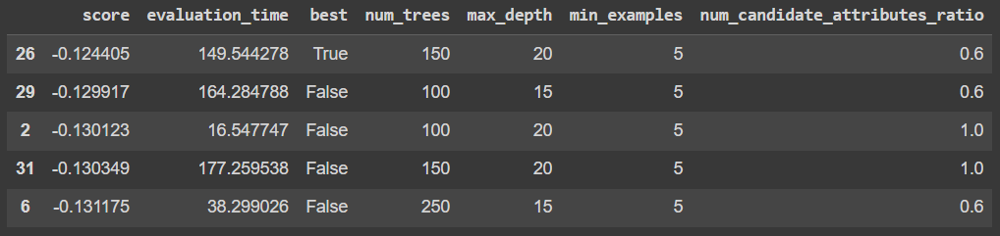 score evaluation_time best num_trees max_depth min_examples num_candidate_attributes_ratio
26 -0.124405 149.544278 True 150 20 5 0.6
29 -0.129917 164.284788 False 100 15 5 0.6
2 -0.130123 16.547747 False 100 20 5 1.0
31 -0.130349 177.259538 False 150 20 5 1.0
6 -0.131175 38.299026 False 250 15 5 0.6